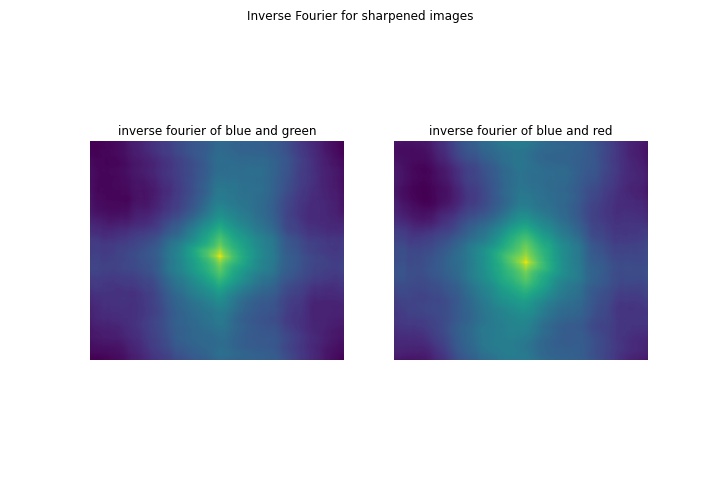 Inverse Fourier for sharpened images
inverse fourier of blue and green
inverse fourier of blue and red